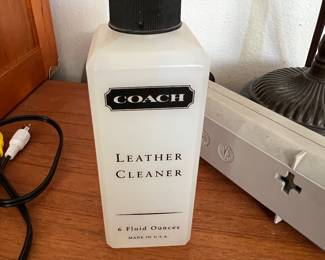 COACH
LEATHER
CLEANER
6 Fluid Ounces
MADE IN U.S.A.